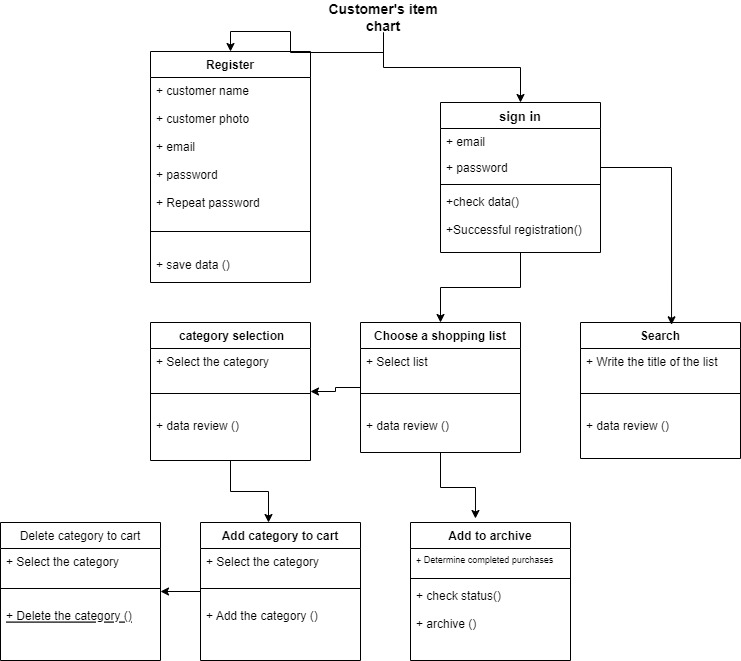 Customer's item
chart
Register
+ customer name
+ customer photo
+ email
+ password
+ Repeat password
+ save data ()
sign in
+ email
+ password
+check data()
+Successful registration()
category selection
+ Select the category
+ data review ()
Choose a shopping list
+ Select list
+ data review ()
Search
+ Write the title of the list
+ data review ()
Delete category to cart
+ Select the category
+ Delete the category ()
Add category to cart
+ Select the category
+ Add the category ()
Add to archive
+ Determine completed purchases
+ check status()
+ archive ()